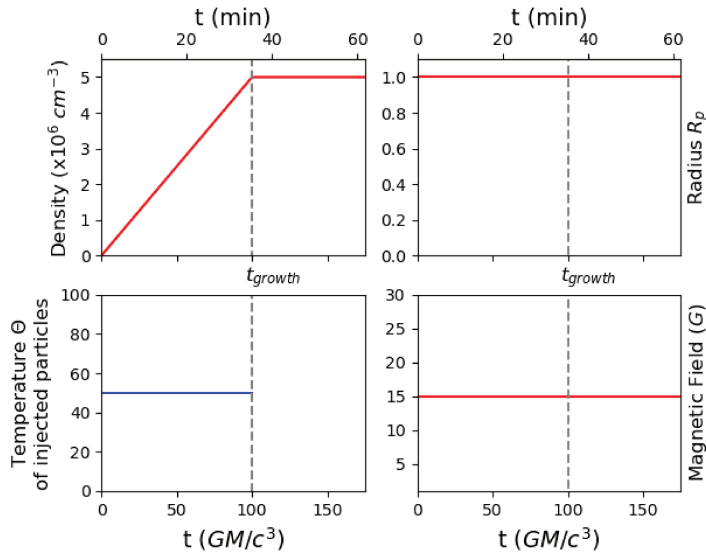 t (min) t (min)
0 20 40 60 0 20 40 60
Density (x10⁶ cm⁻³)
5
4
3
2
1
0
1.0
0.8
0.6
0.4
0.2
0.0
Radius Rₚ
t_growth t_growth
Temperature Θ
of injected particles
100
80
60
40
20
0
30
25
20
15
10
5
Magnetic Field (G)
0 50 100 150 0 50 100 150
t (GM/c³) t (GM/c³)